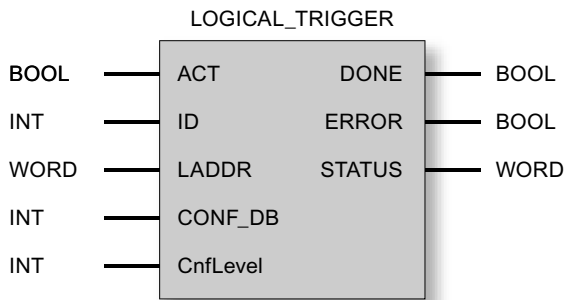 LOGICAL_TRIGGER
BOOL ACT DONE BOOL
INT ID ERROR BOOL
WORD LADDR STATUS WORD
INT CONF_DB
INT CnfLevel